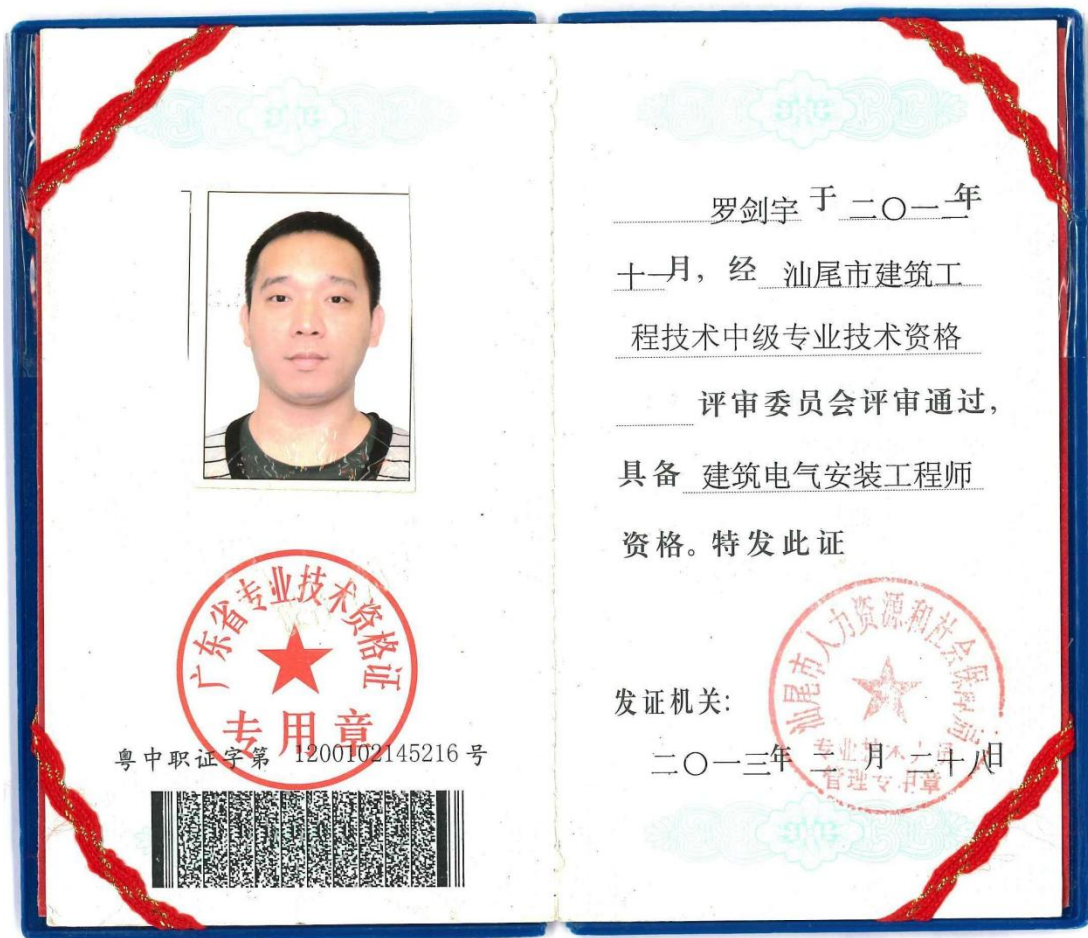 广东省专业技术资格证
专用章
粤中职证字第 1200102145216 号
罗剑宇 于 二〇一二年
十一月，经 汕尾市建筑工
程技术中级专业技术资格
评审委员会评审通过，
具备 建筑电气安装工程师
资格。特发此证
汕尾市人力资源和社会保障局
专业技术
管理专用章
发证机关：
二〇一三年 二 月 二十八日